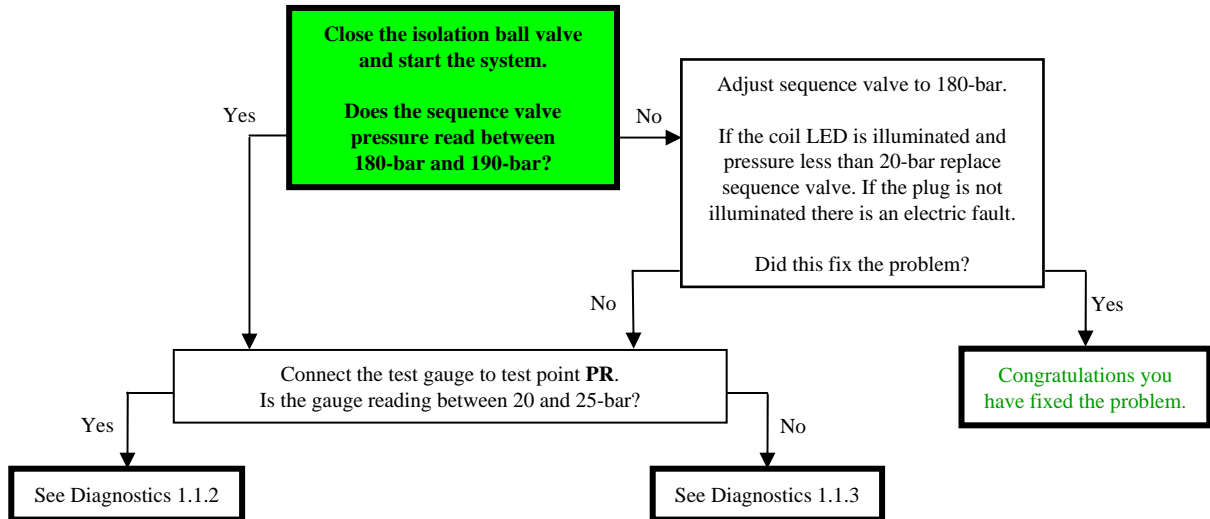 Close the isolation ball valve
and start the system.
Does the sequence valve
pressure read between
180-bar and 190-bar?
Yes
No
Adjust sequence valve to 180-bar.
If the coil LED is illuminated and
pressure less than 20-bar replace
sequence valve. If the plug is not
illuminated there is an electric fault.
Did this fix the problem?
No
Yes
Connect the test gauge to test point PR.
Is the gauge reading between 20 and 25-bar?
Congratulations you
have fixed the problem.
Yes
No
See Diagnostics 1.1.2
See Diagnostics 1.1.3